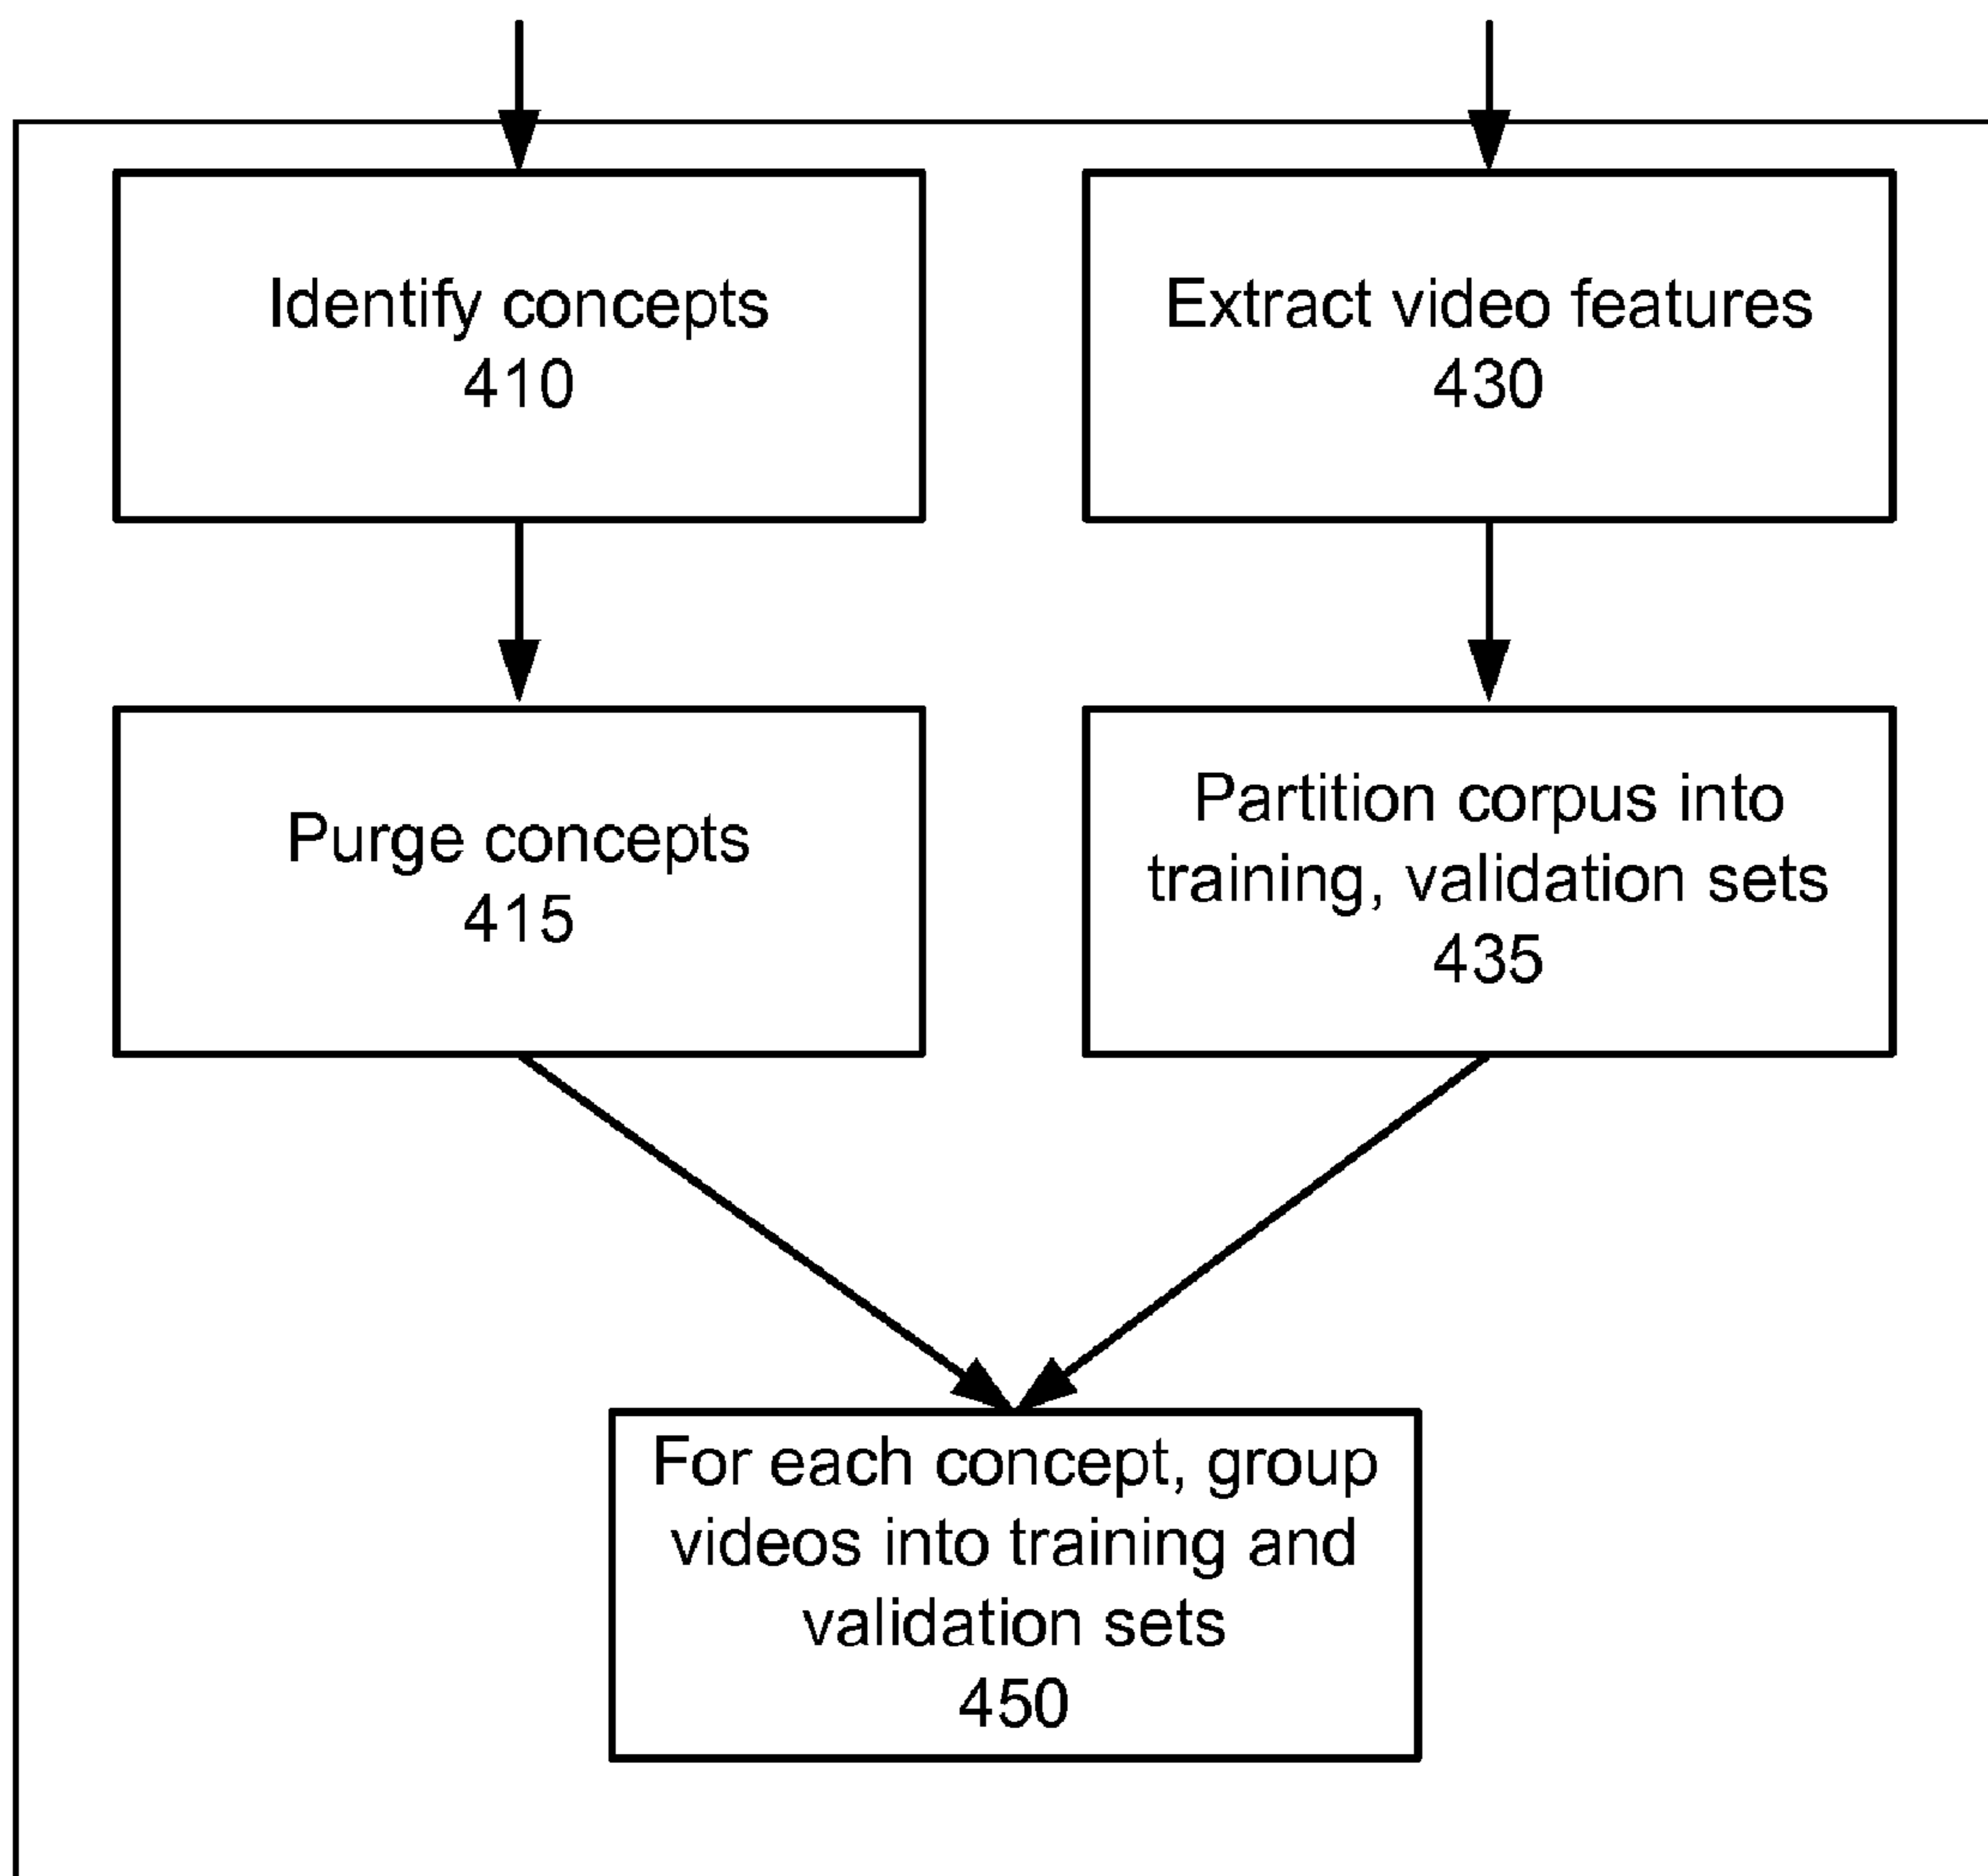 Identify concepts
410
Extract video features
430
Purge concepts
415
Partition corpus into
training, validation sets
435
For each concept, group
videos into training and
validation sets
450